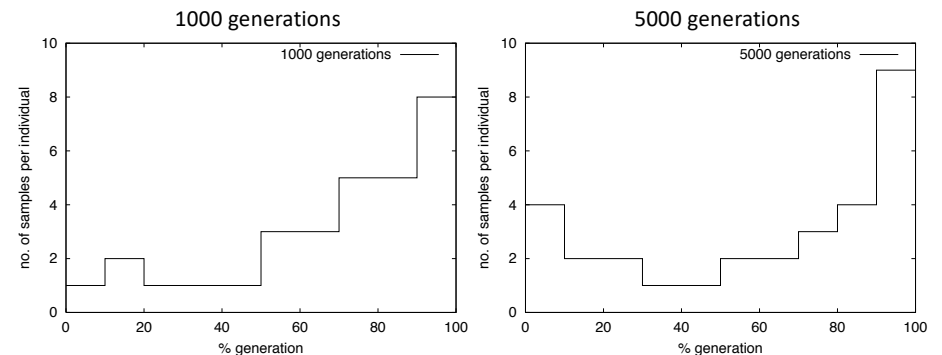 1000 generations
10
8
6
4
2
0
no. of samples per individual
1000 generations
0 20 40 60 80 100
% generation
5000 generations
10
8
6
4
2
0
no. of samples per individual
5000 generations
0 20 40 60 80 100
% generation